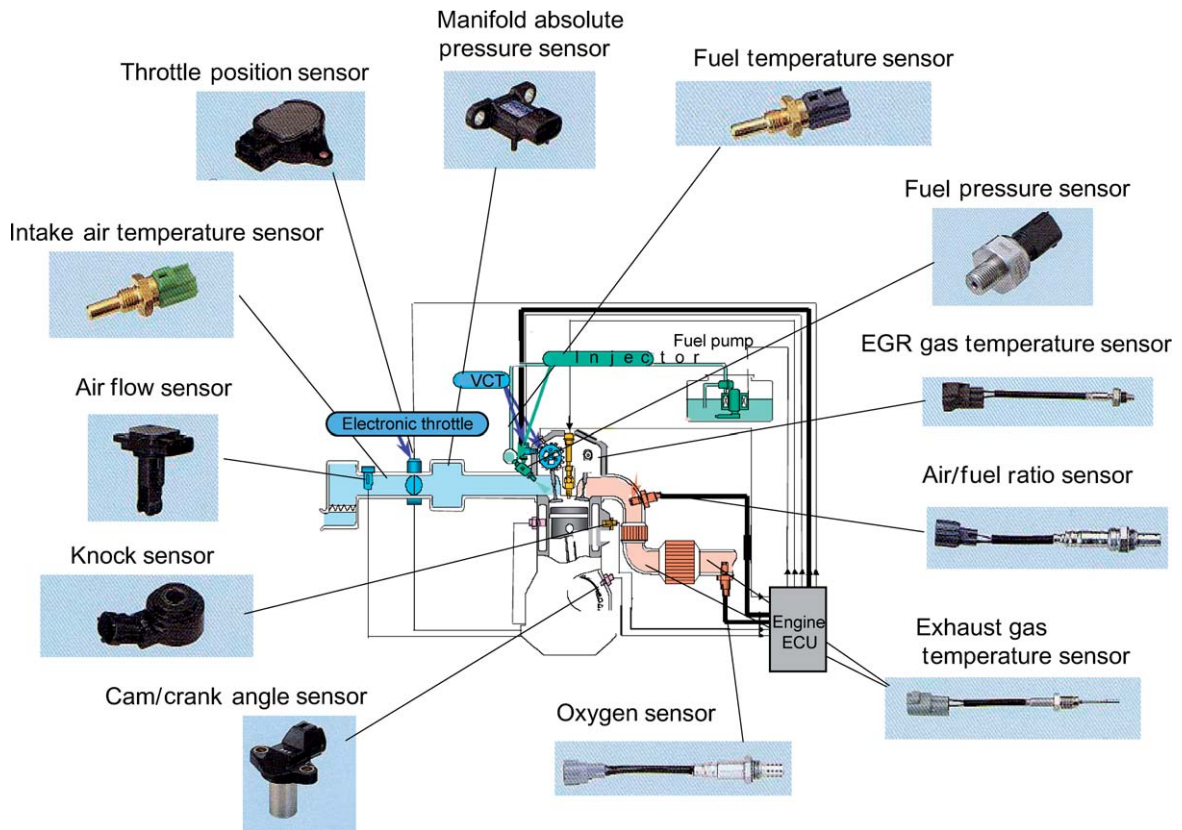 Manifold absolute
pressure sensor
Throttle position sensor
Fuel temperature sensor
Fuel pressure sensor
Intake air temperature sensor
Fuel pump
Injector
EGR gas temperature sensor
VCT
Air flow sensor
Electronic throttle
Air/fuel ratio sensor
Knock sensor
Engine
ECU
Exhaust gas
temperature sensor
Cam/crank angle sensor
Oxygen sensor